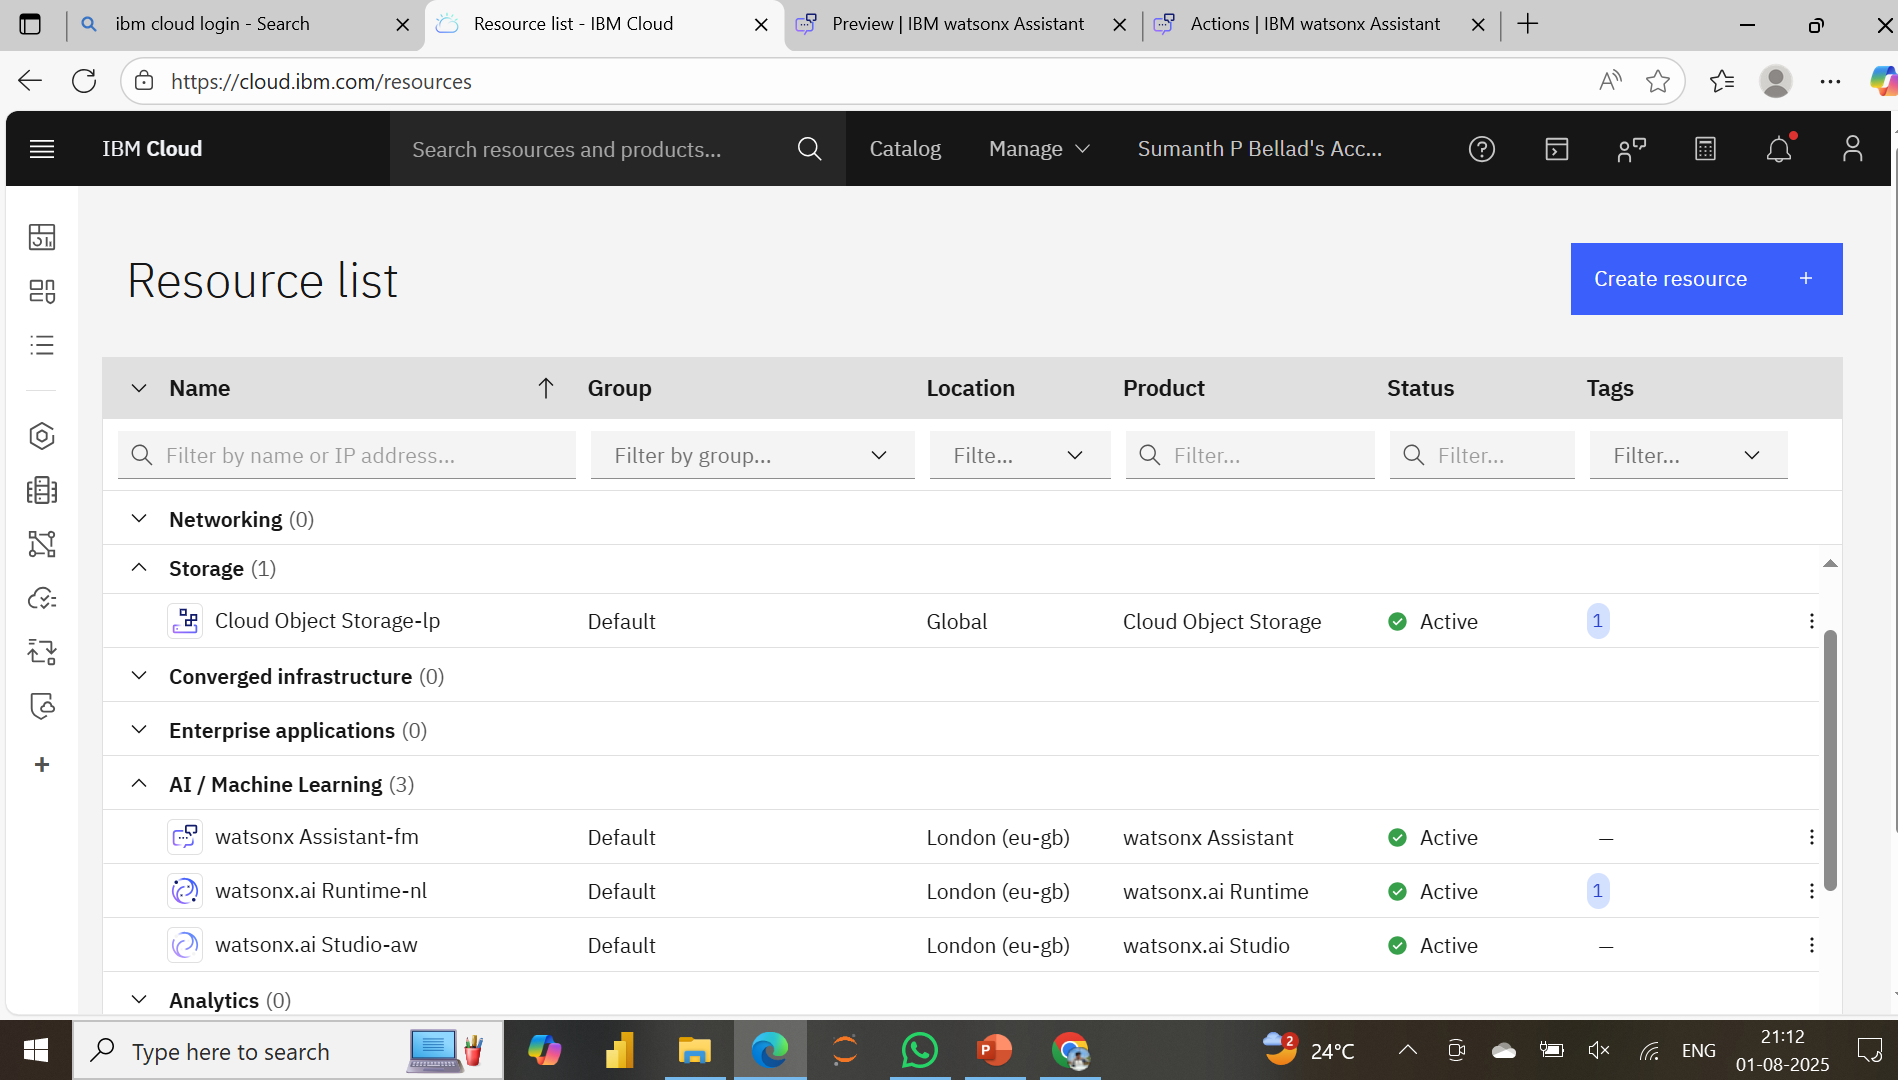 ibm cloud login - Search
Resource list - IBM Cloud
Preview | IBM watsonx Assistant
Actions | IBM watsonx Assistant
https://cloud.ibm.com/resources
IBM Cloud
Search resources and products...
Catalog
Manage
Sumanth P Bellad's Acc...
Resource list
Create resource +
Name Group Location Product Status Tags
Filter by name or IP address... Filter by group... Filte... Filter... Filter... Filter...
Networking (0)
Storage (1)
Cloud Object Storage-lp Default Global Cloud Object Storage Active 1
Converged infrastructure (0)
Enterprise applications (0)
AI / Machine Learning (3)
watsonx Assistant-fm Default London (eu-gb) watsonx Assistant Active –
watsonx.ai Runtime-nl Default London (eu-gb) watsonx.ai Runtime Active 1
watsonx.ai Studio-aw Default London (eu-gb) watsonx.ai Studio Active –
Analytics (0)
Type here to search
2
24°C
ENG
21:12
01-08-2025